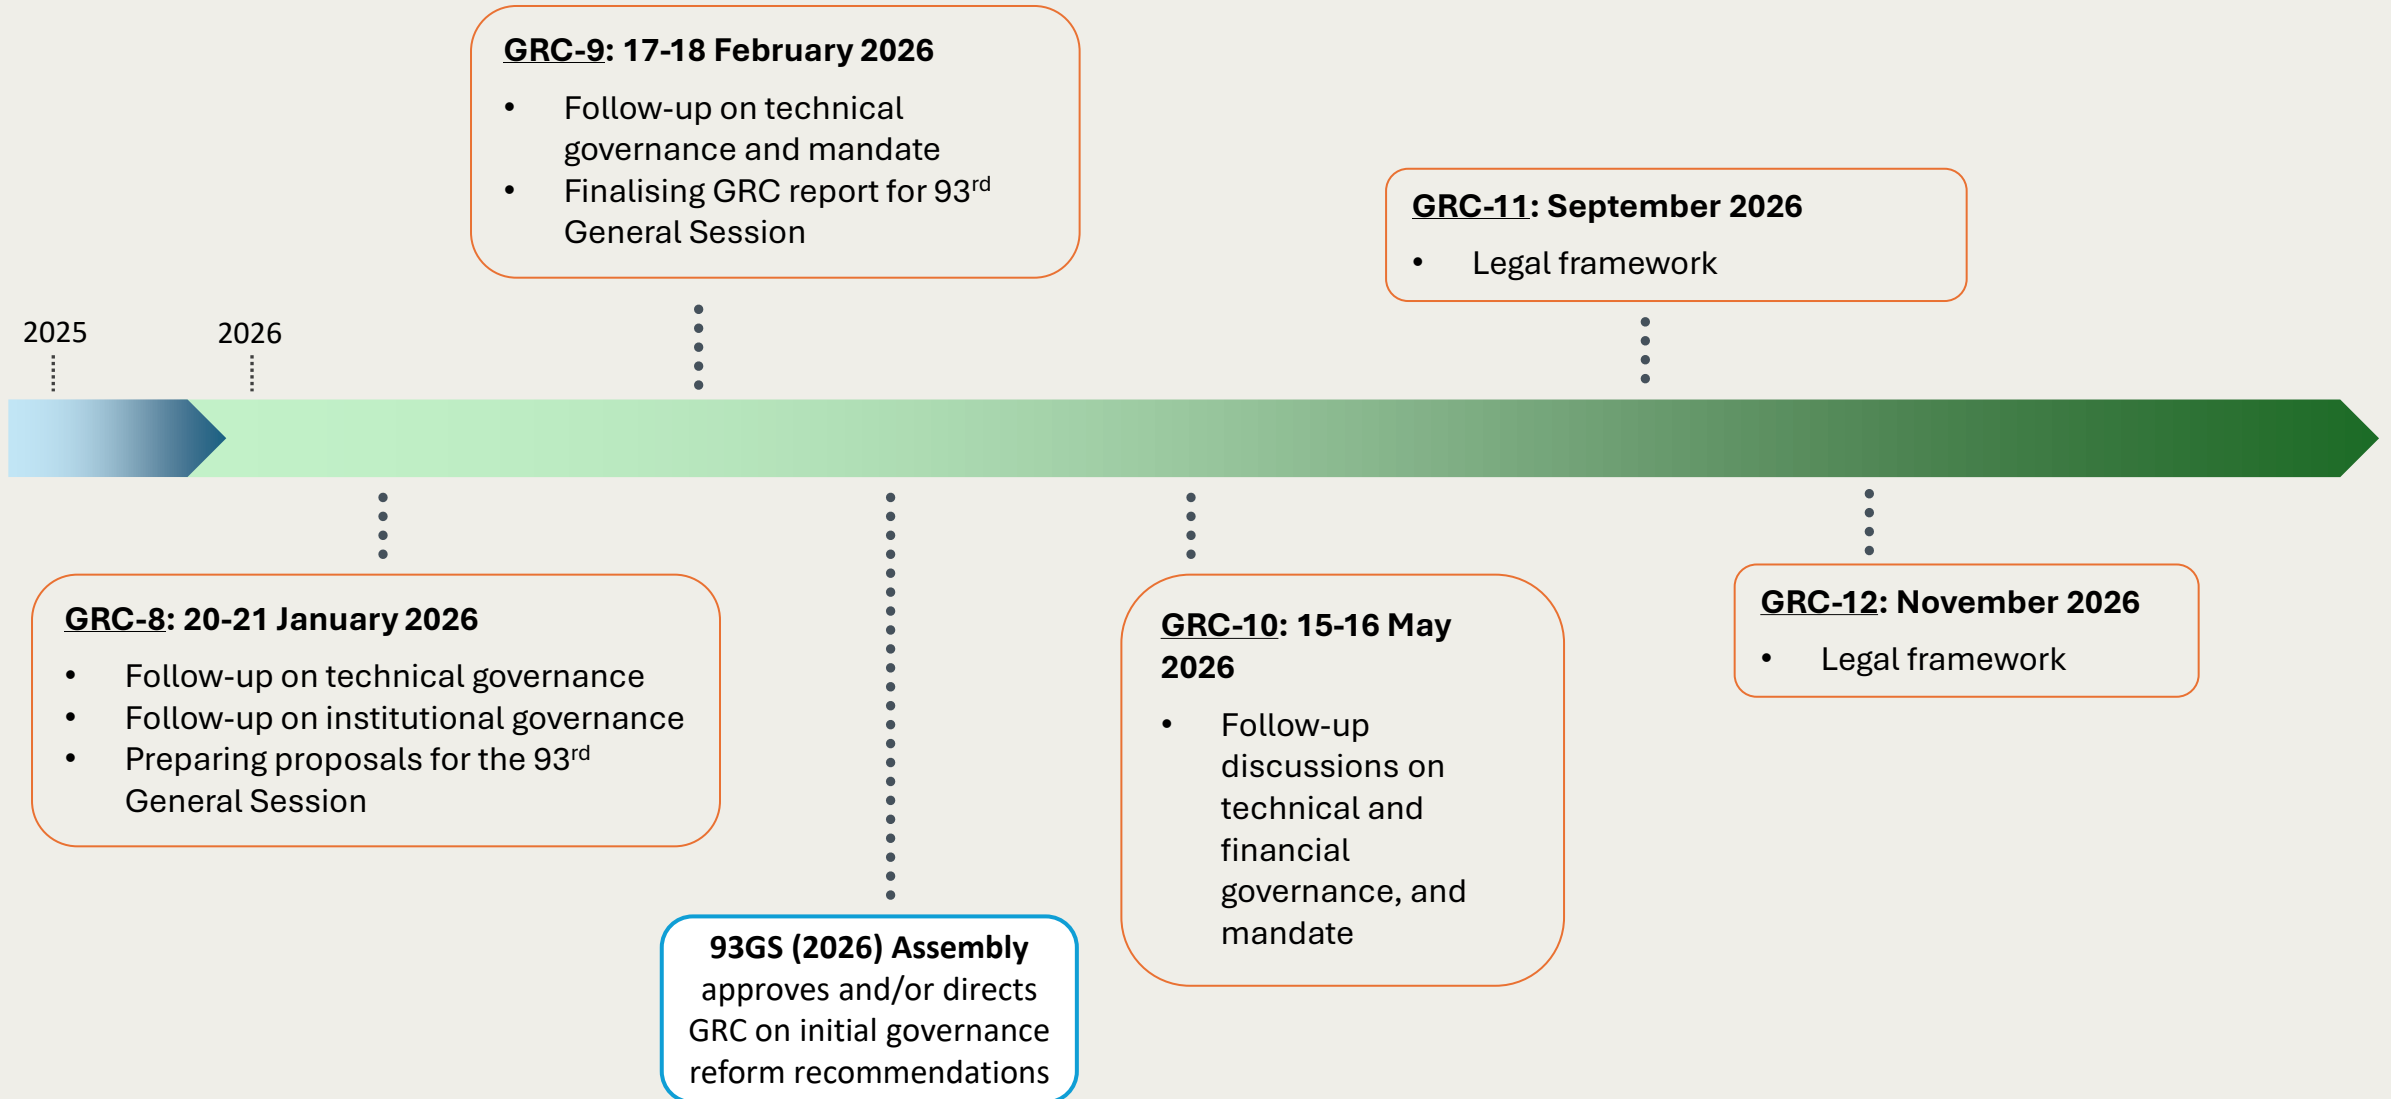 GRC-9: 17-18 February 2026
• Follow-up on technical
governance and mandate
• Finalising GRC report for 93rd
General Session
GRC-11: September 2026
• Legal framework
2025
2026
GRC-8: 20-21 January 2026
• Follow-up on technical governance
• Follow-up on institutional governance
• Preparing proposals for the 93rd
General Session
GRC-10: 15-16 May
2026
• Follow-up
discussions on
technical and
financial
governance, and
mandate
GRC-12: November 2026
• Legal framework
93GS (2026) Assembly
approves and/or directs
GRC on initial governance
reform recommendations